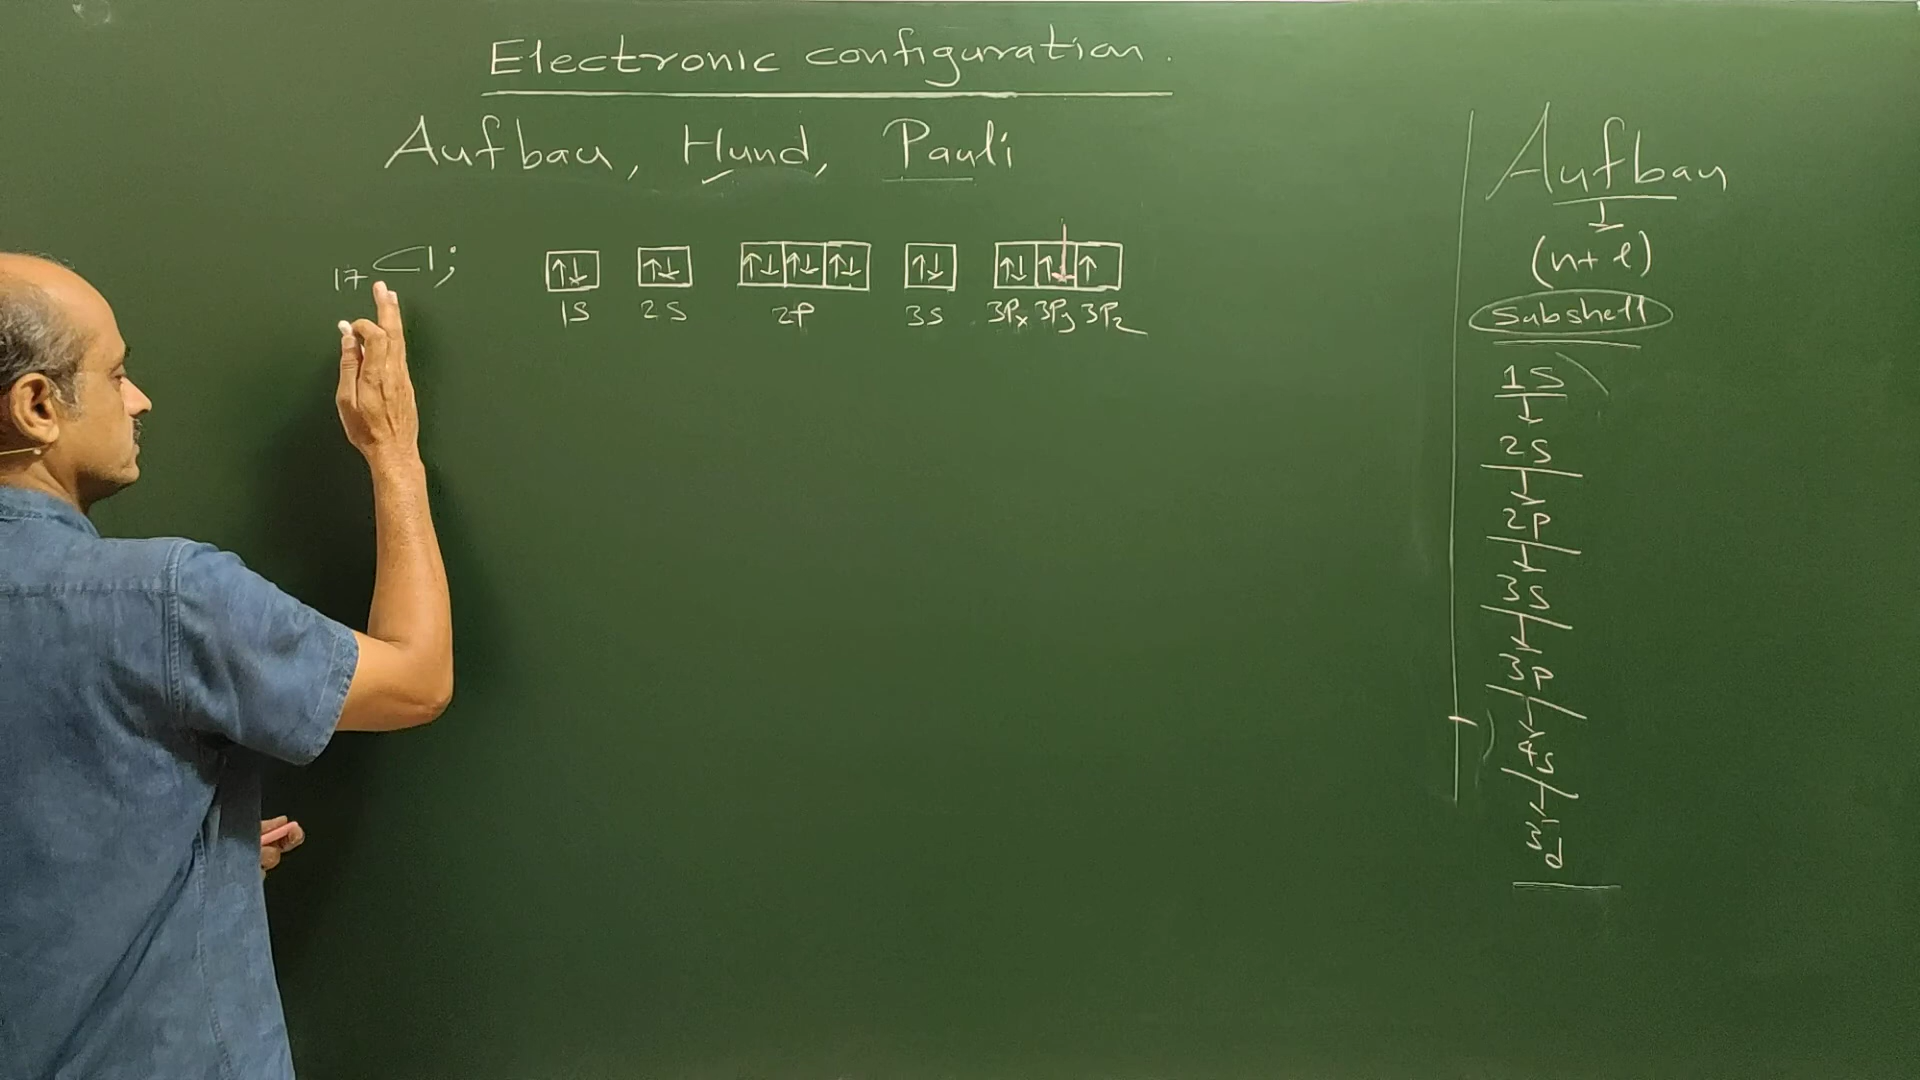 Electronic configuration.
Aufbau, Hund, Pauli
17 Cl; ↑↓ ↑↓ ↑↓ ↑↓ ↑↓ ↑↓ ↑↓ ↑↓ ↑
1S 2S 2P 3S 3Px 3Py 3Pz
Aufbau
↓
(n+l)
Subshell
1S
2S
2P
3S
3P
4S
3d